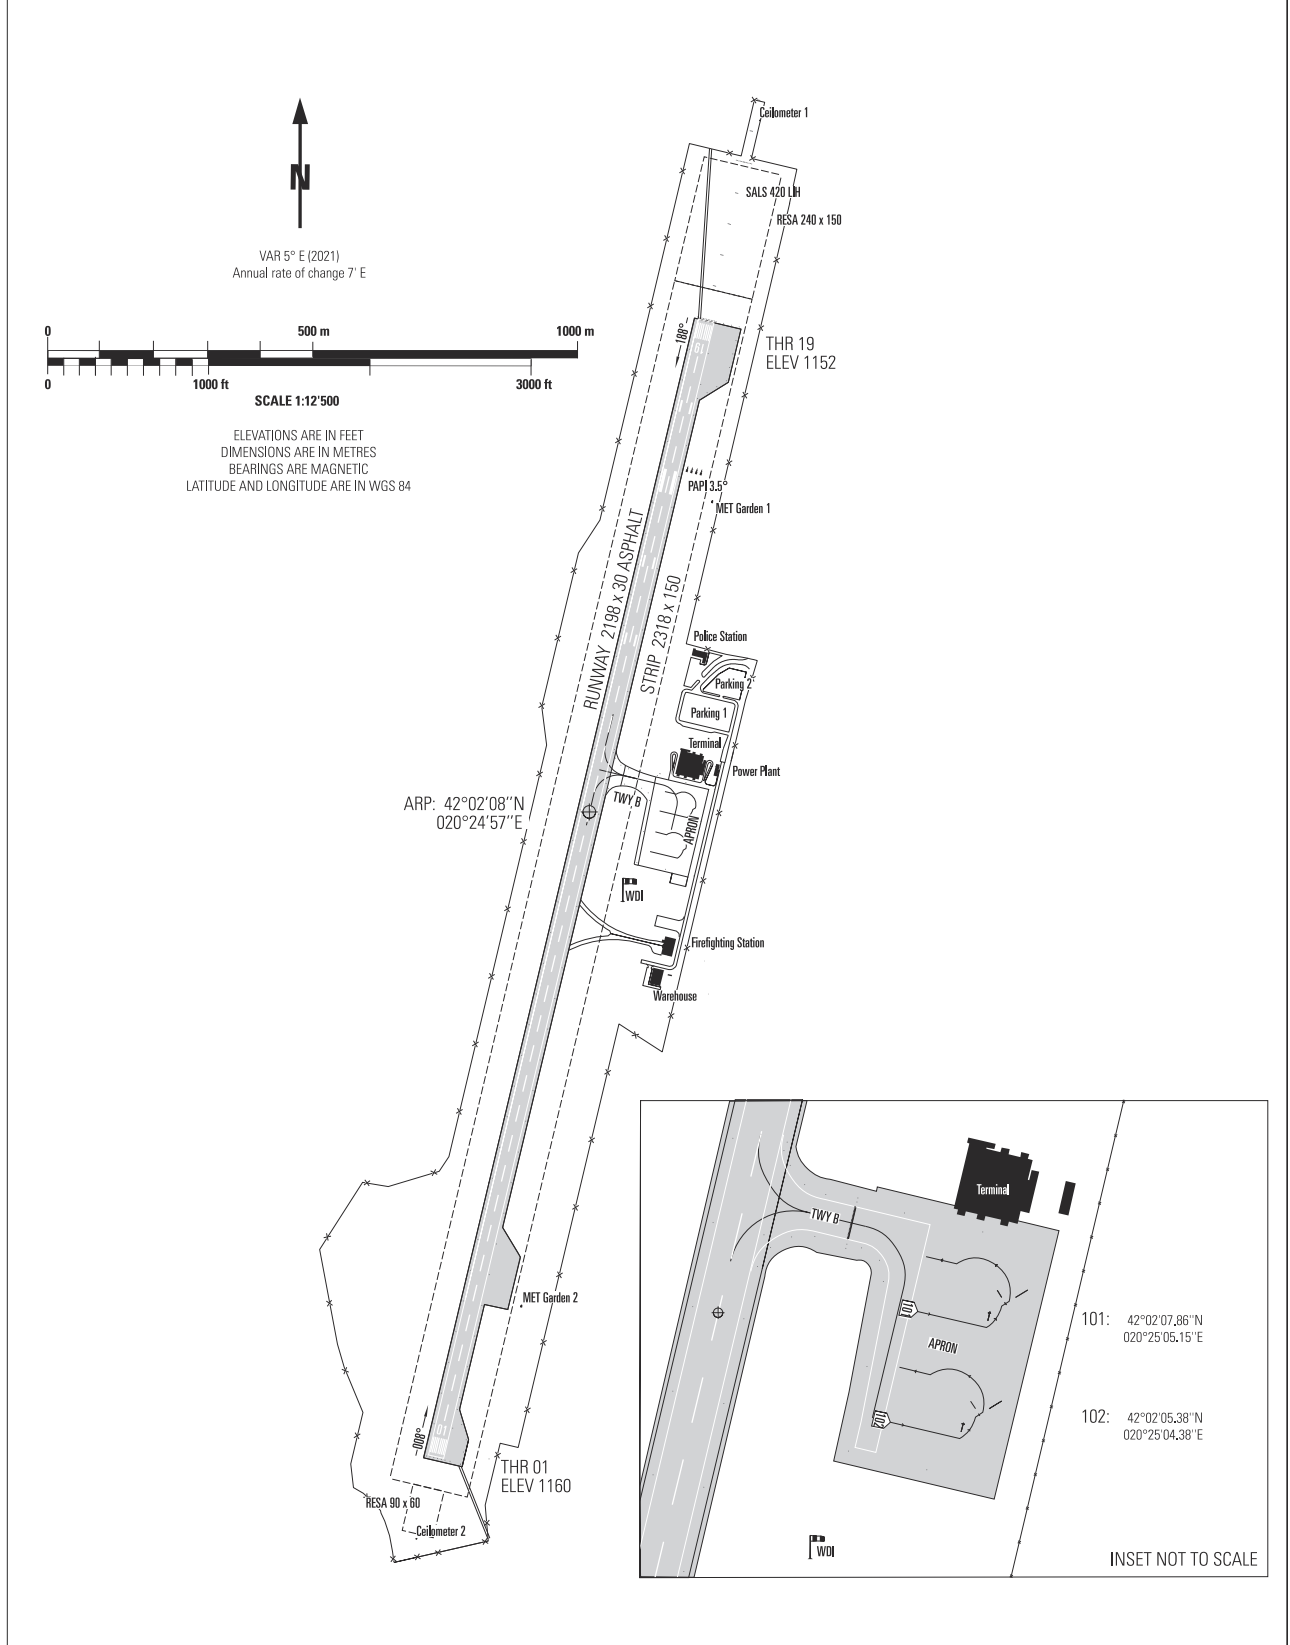 Ceilometer 1
SALS 420 LIH
RESA 240 x 150
N
VAR 5° E (2021)
Annual rate of change 7' E
0
500 m
1000 m
0
1000 ft
3000 ft
SCALE 1:12'500
ELEVATIONS ARE IN FEET
DIMENSIONS ARE IN METRES
BEARINGS ARE MAGNETIC
LATITUDE AND LONGITUDE ARE IN WGS 84
188°
THR 19
ELEV 1152
PAPI 3.5°
MET Garden 1
RUNWAY 2198 x 30 ASPHALT
STRIP 2318 x 150
Police Station
Parking 2
Parking 1
Terminal
Power Plant
TWY B
APRON
ARP: 42°02'08''N
020°24'57''E
WDI
Firefighting Station
Warehouse
MET Garden 2
008°
01
THR 01
ELEV 1160
RESA 90 x 60
Ceilometer 2
Terminal
TWY B
101
APRON
102
101: 42°02'07.86''N
020°25'05.15''E
102: 42°02'05.38''N
020°25'04.38''E
WDI
INSET NOT TO SCALE